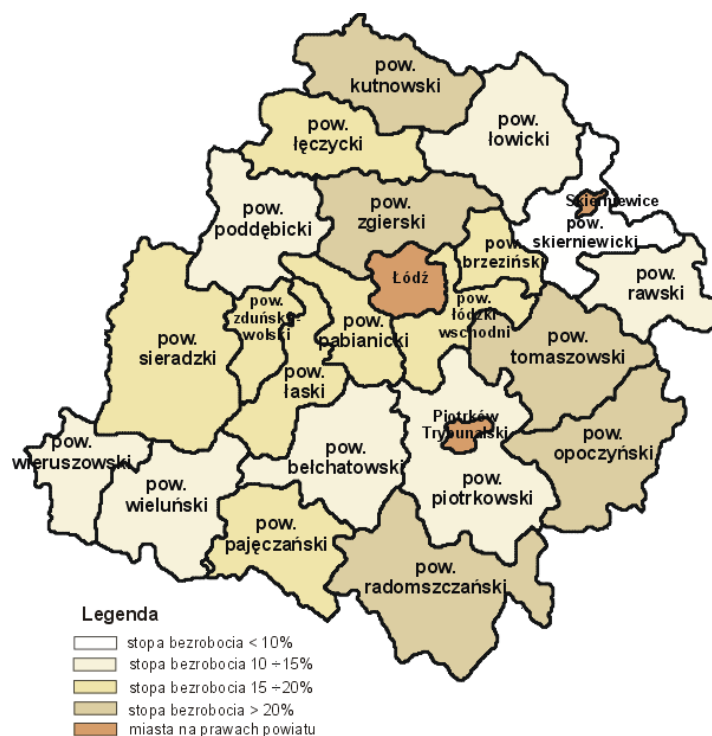 pow.
kutnowski
pow.
łowicki
pow.
łęczycki
Skierniewice
pow.
skierniewicki
pow.
zgierski
pow.
poddębicki
pow.
brzeziński
pow.
rawski
Łódź
pow.
zduńsko-
wolski
pow.
łódzki
wschodni
pow.
pabianicki
pow.
tomaszowski
pow.
sieradzki
pow.
łaski
Piotrków
Trybunalski
pow.
opoczyński
pow.
wieruszowski
pow.
bełchatowski
pow.
piotrkowski
pow.
wieluński
pow.
pajęczański
pow.
radomszczański
Legenda
stopa bezrobocia < 10%
stopa bezrobocia 10 ÷15%
stopa bezrobocia 15 ÷20%
stopa bezrobocia > 20%
miasta na prawach powiatu